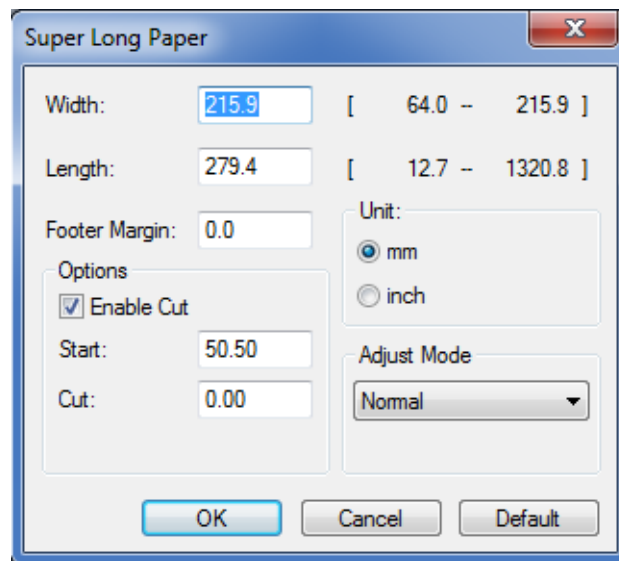 Super Long Paper
Width: 215.9 [ 64.0 -- 215.9 ]
Length: 279.4 [ 12.7 -- 1320.8 ]
Footer Margin: 0.0
Unit:
mm
inch
Options
Enable Cut
Start: 50.50
Cut: 0.00
Adjust Mode
Normal
OK Cancel Default